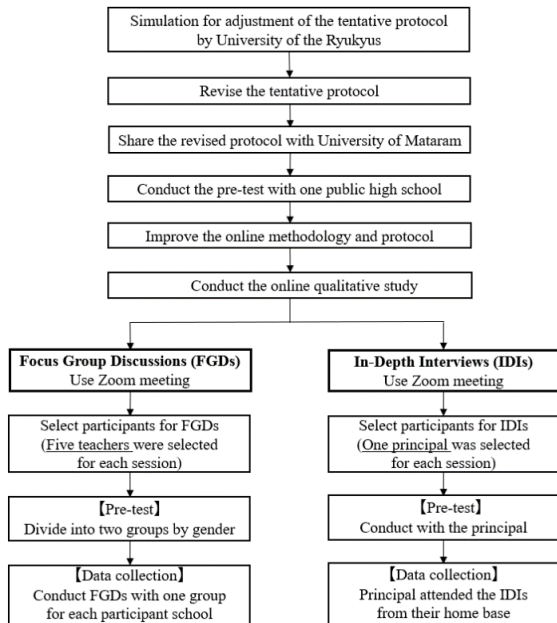 Simulation for adjustment of the tentative protocol
by University of the Ryukyus
Revise the tentative protocol
Share the revised protocol with University of Mataram
Conduct the pre-test with one public high school
Improve the online methodology and protocol
Conduct the online qualitative study
Focus Group Discussions (FGDs)
Use Zoom meeting
Select participants for FGDs
(Five teachers were selected
for each session)
【Pre-test】
Divide into two groups by gender
【Data collection】
Conduct FGDs with one group
for each participant school
In-Depth Interviews (IDIs)
Use Zoom meeting
Select participants for IDIs
(One principal was selected
for each session)
【Pre-test】
Conduct with the principal
【Data collection】
Principal attended the IDIs
from their home base